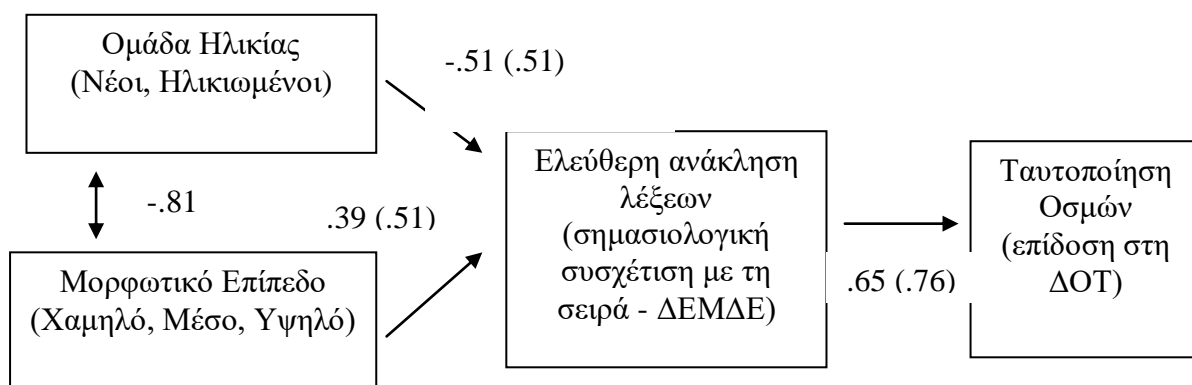 Ομάδα Ηλικίας
(Νέοι, Ηλικιωμένοι)
-.51 (.51)
-.81
.39 (.51)
Μορφωτικό Επίπεδο
(Χαμηλό, Μέσο, Υψηλό)
Ελεύθερη ανάκληση
λέξεων
(σημασιολογική
συσχέτιση με τη
σειρά - ΔΕΜΔΕ)
.65 (.76)
Ταυτοποίηση
Οσμών
(επίδοση στη
ΔΟΤ)